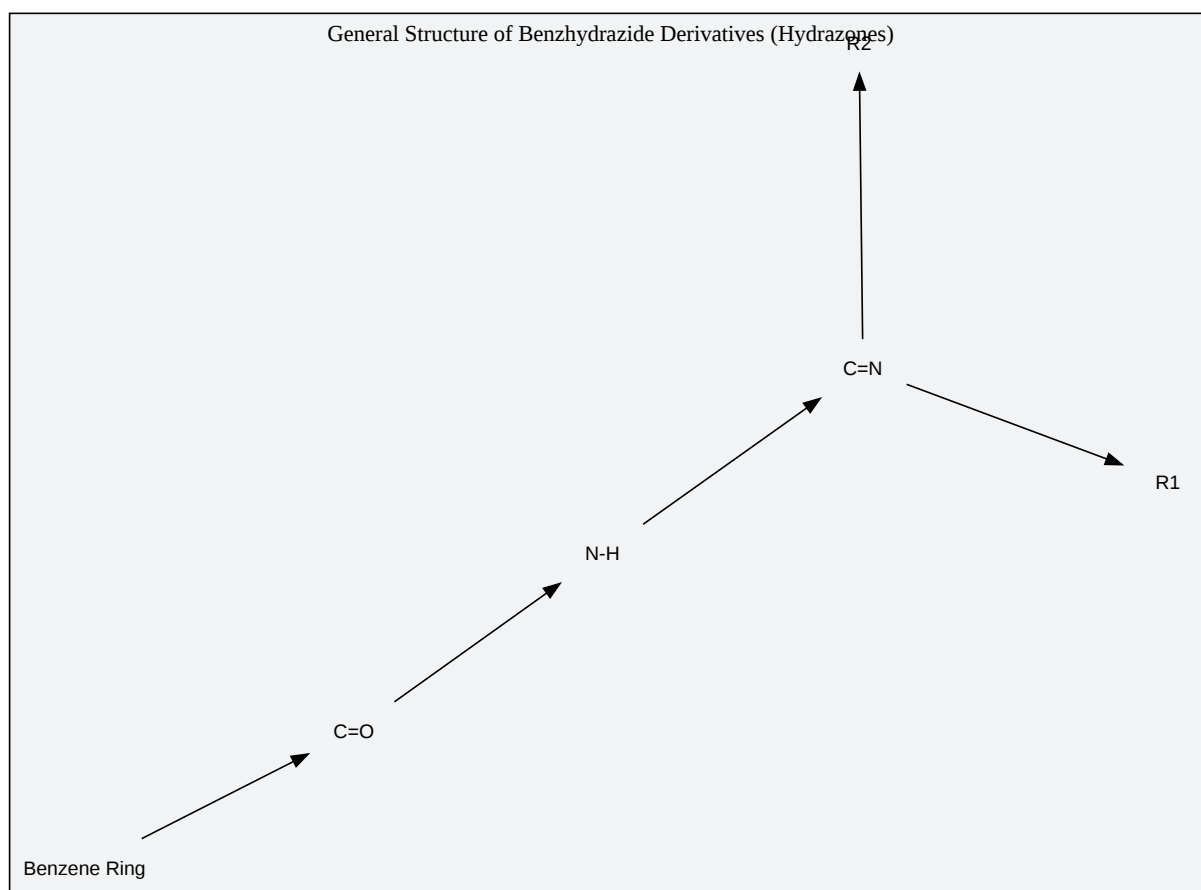 General Structure of Benzhydrazide Derivatives (Hydrazones)
R2
C=N
R1
N-H
C=O
Benzene Ring